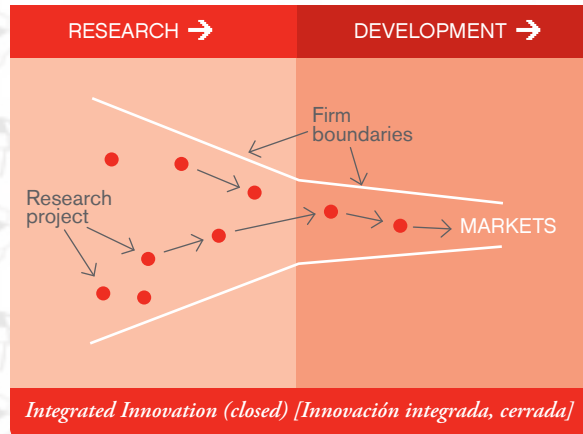 RESEARCH →
DEVELOPMENT →
Firm
boundaries
Research
project
MARKETS
Integrated Innovation (closed) [Innovación integrada, cerrada]